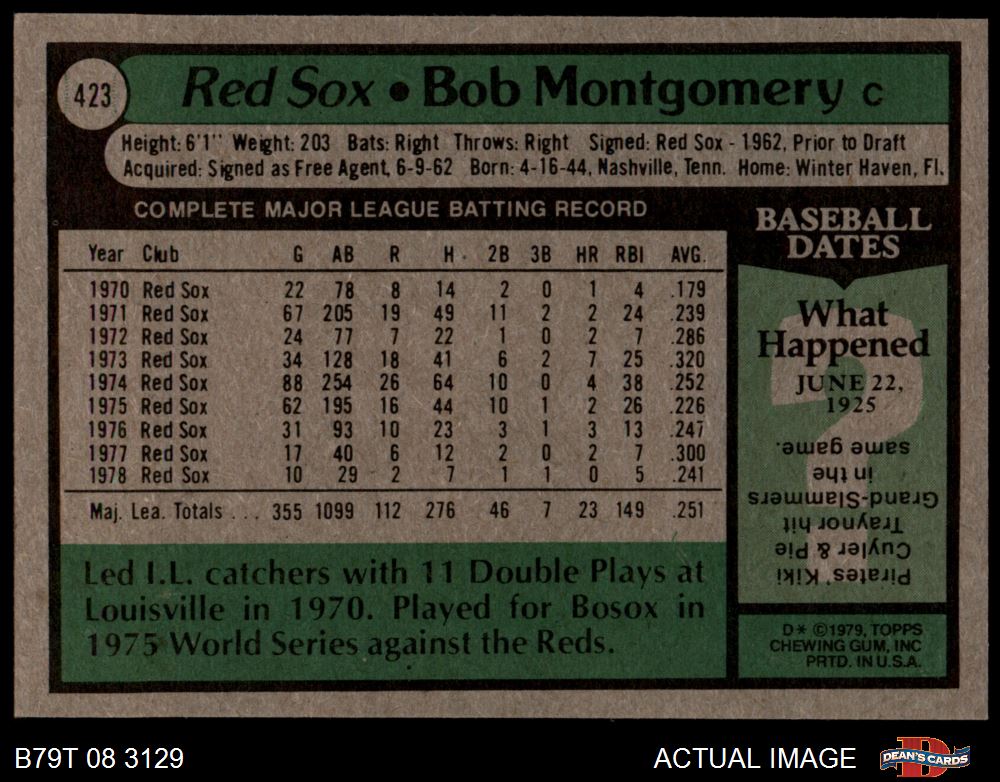 423
Red Sox • Bob Montgomery C
Height: 6'1" Weight: 203 Bats: Right Throws: Right Signed: Red Sox - 1962, Prior to Draft
Acquired: Signed as Free Agent, 6-9-62 Born: 4-16-44, Nashville, Tenn. Home: Winter Haven, Fl.
COMPLETE MAJOR LEAGUE BATTING RECORD
Year Club G AB R H 2B 3B HR RBI AVG.
1970 Red Sox 22 78 8 14 2 0 1 4 .179
1971 Red Sox 67 205 19 49 11 2 2 24 .239
1972 Red Sox 24 77 7 22 1 0 2 7 .286
1973 Red Sox 34 128 18 41 6 2 7 25 .320
1974 Red Sox 88 254 26 64 10 0 4 38 .252
1975 Red Sox 62 195 16 44 10 1 2 26 .226
1976 Red Sox 31 93 10 23 3 1 3 13 .247
1977 Red Sox 17 40 6 12 2 0 2 7 .300
1978 Red Sox 10 29 2 7 1 1 0 5 .241
Maj. Lea. Totals ... 355 1099 112 276 46 7 23 149 .251
Led I.L. catchers with 11 Double Plays at
Louisville in 1970. Played for Bosox in
1975 World Series against the Reds.
BASEBALL
DATES
What
Happened
JUNE 22,
1925
Pirates' Kiki
Cuyler & Pie
Traynor hit
Grand-Slammers
in the
same game.
D* ©1979, TOPPS
CHEWING GUM, INC
PRTD. IN U.S.A.
B79T 08 3129
ACTUAL IMAGE
DEAN'S CARDS